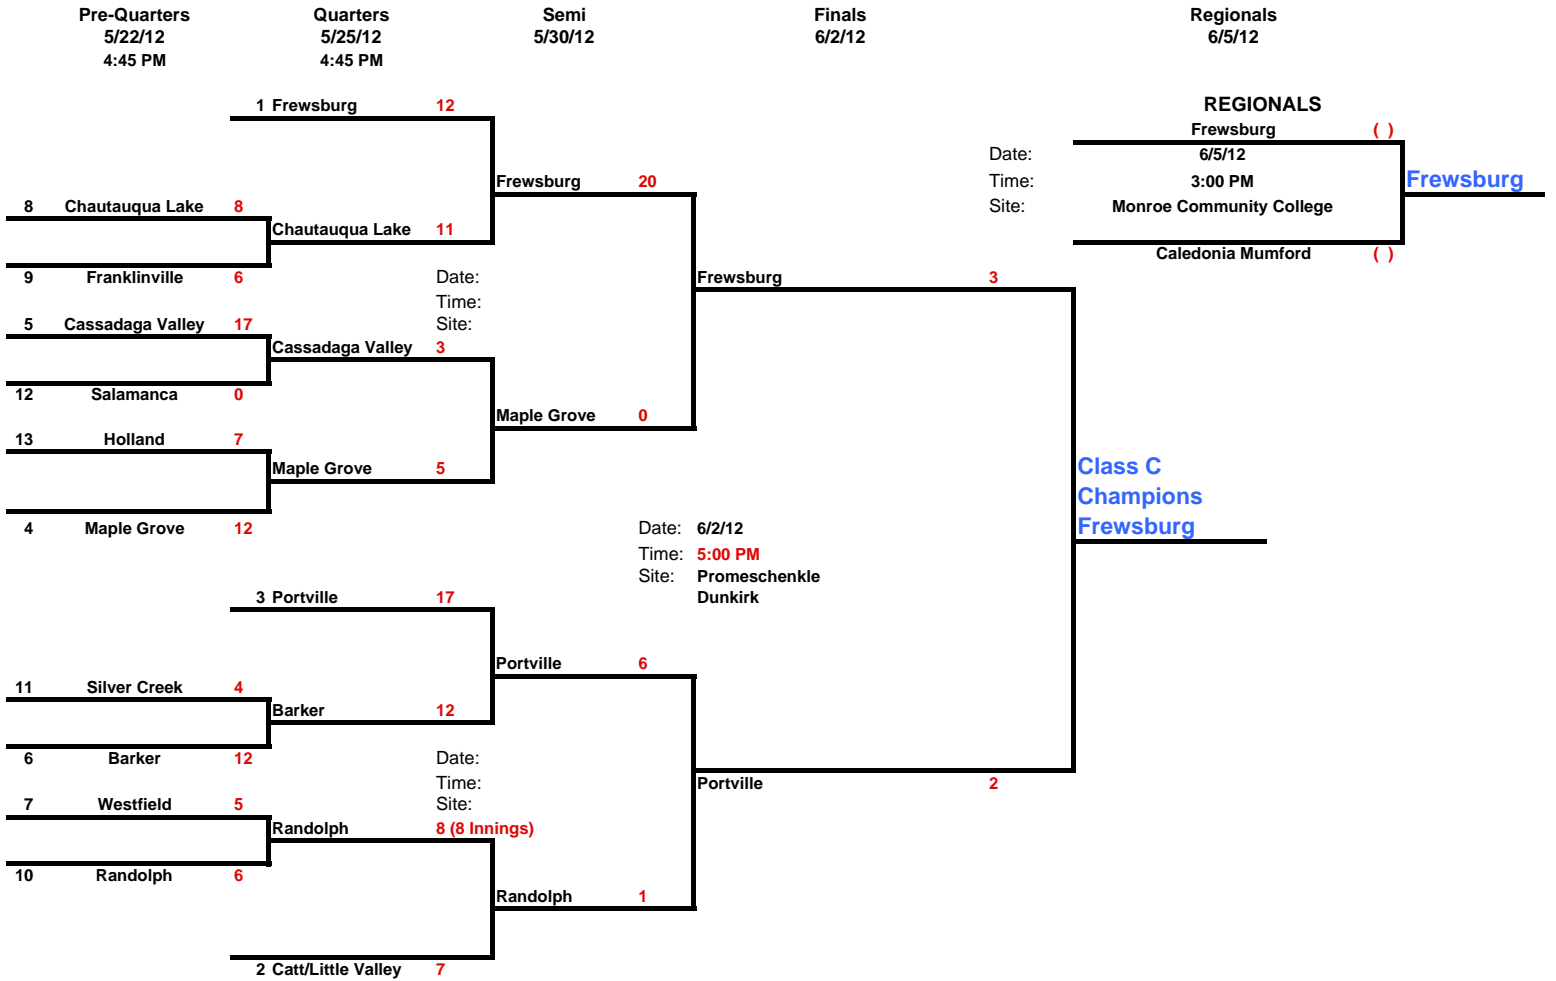 Pre-Quarters Quarters Semi Finals Regionals
5/22/12 5/25/12 5/30/12 6/2/12 6/5/12
4:45 PM 4:45 PM
1 Frewsburg 12 REGIONALS
Frewsburg ( )
Date: 6/5/12
Frewsburg 20 Time: 3:00 PM Frewsburg
8 Chautauqua Lake 8 Site: Monroe Community College
Chautauqua Lake 11
Caledonia Mumford ( )
9 Franklinville 6 Date: Frewsburg 3
Time:
5 Cassadaga Valley 17 Site:
Cassadaga Valley 3
12 Salamanca 0
Maple Grove 0
13 Holland 7
Maple Grove 5 Class C
Champions
4 Maple Grove 12 Date: 6/2/12 Frewsburg
Time: 5:00 PM
Site: Promeschenkle
3 Portville 17 Dunkirk
Portville 6
11 Silver Creek 4
Barker 12
6 Barker 12 Date:
Time: Portville 2
7 Westfield 5 Site:
Randolph 8 (8 Innings)
10 Randolph 6
Randolph 1
2 Catt/Little Valley 7